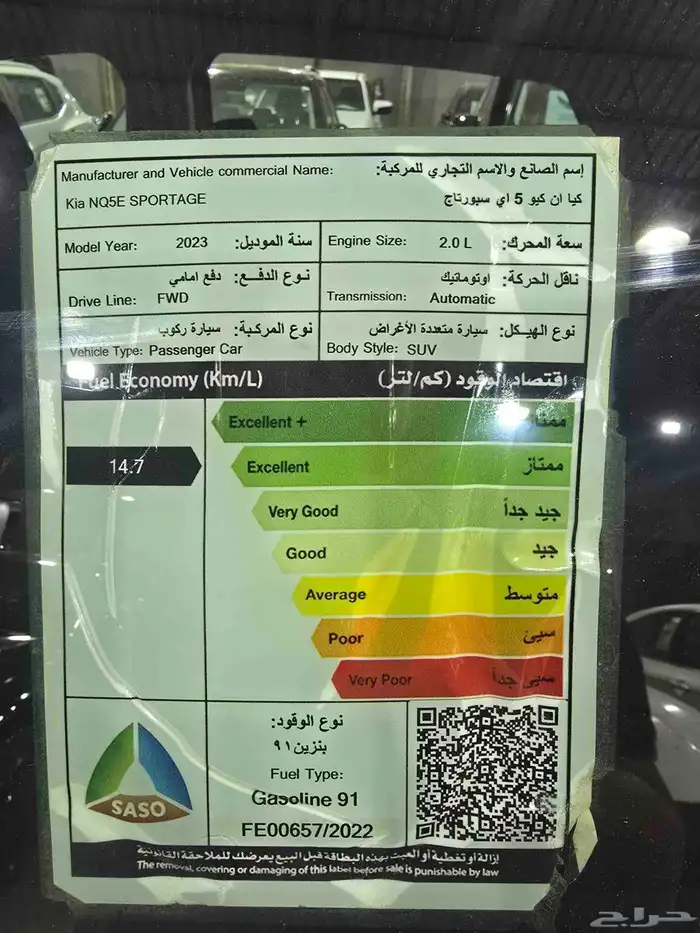 Manufacturer and Vehicle commercial Name: إسم الصانع والاسم التجاري للمركبة:
Kia NQ5E SPORTAGE كيا ان كيو 5 اي سبورتاج
Model Year: 2023 سنة الموديل:
Engine Size: 2.0 L سعة المحرك:
نوع الدفع: دفع امامي
Drive Line: FWD
ناقل الحركة: اوتوماتيك
Transmission: Automatic
نوع المركبة: سيارة ركوب
Vehicle Type: Passenger Car
نوع الهيكل: سيارة متعدده الأغراض
Body Style: SUV
Fuel Economy (Km/L) اقتصاد الوقود (كم/لتر)
Excellent + ممتاز
14.7
Excellent ممتاز
Very Good جيد جداً
Good جيد
Average متوسط
Poor سيئ
Very Poor سيئ جداً
SASO
نوع الوقود:
بنزين ٩١
Fuel Type:
Gasoline 91
FE00657/2022
إزالة أو تغطية أو العبث بهذه البطاقة قبل البيع يعرضك للملاحقة القانونية
The removal, covering or damaging of this label before sale is punishable by law
حراج